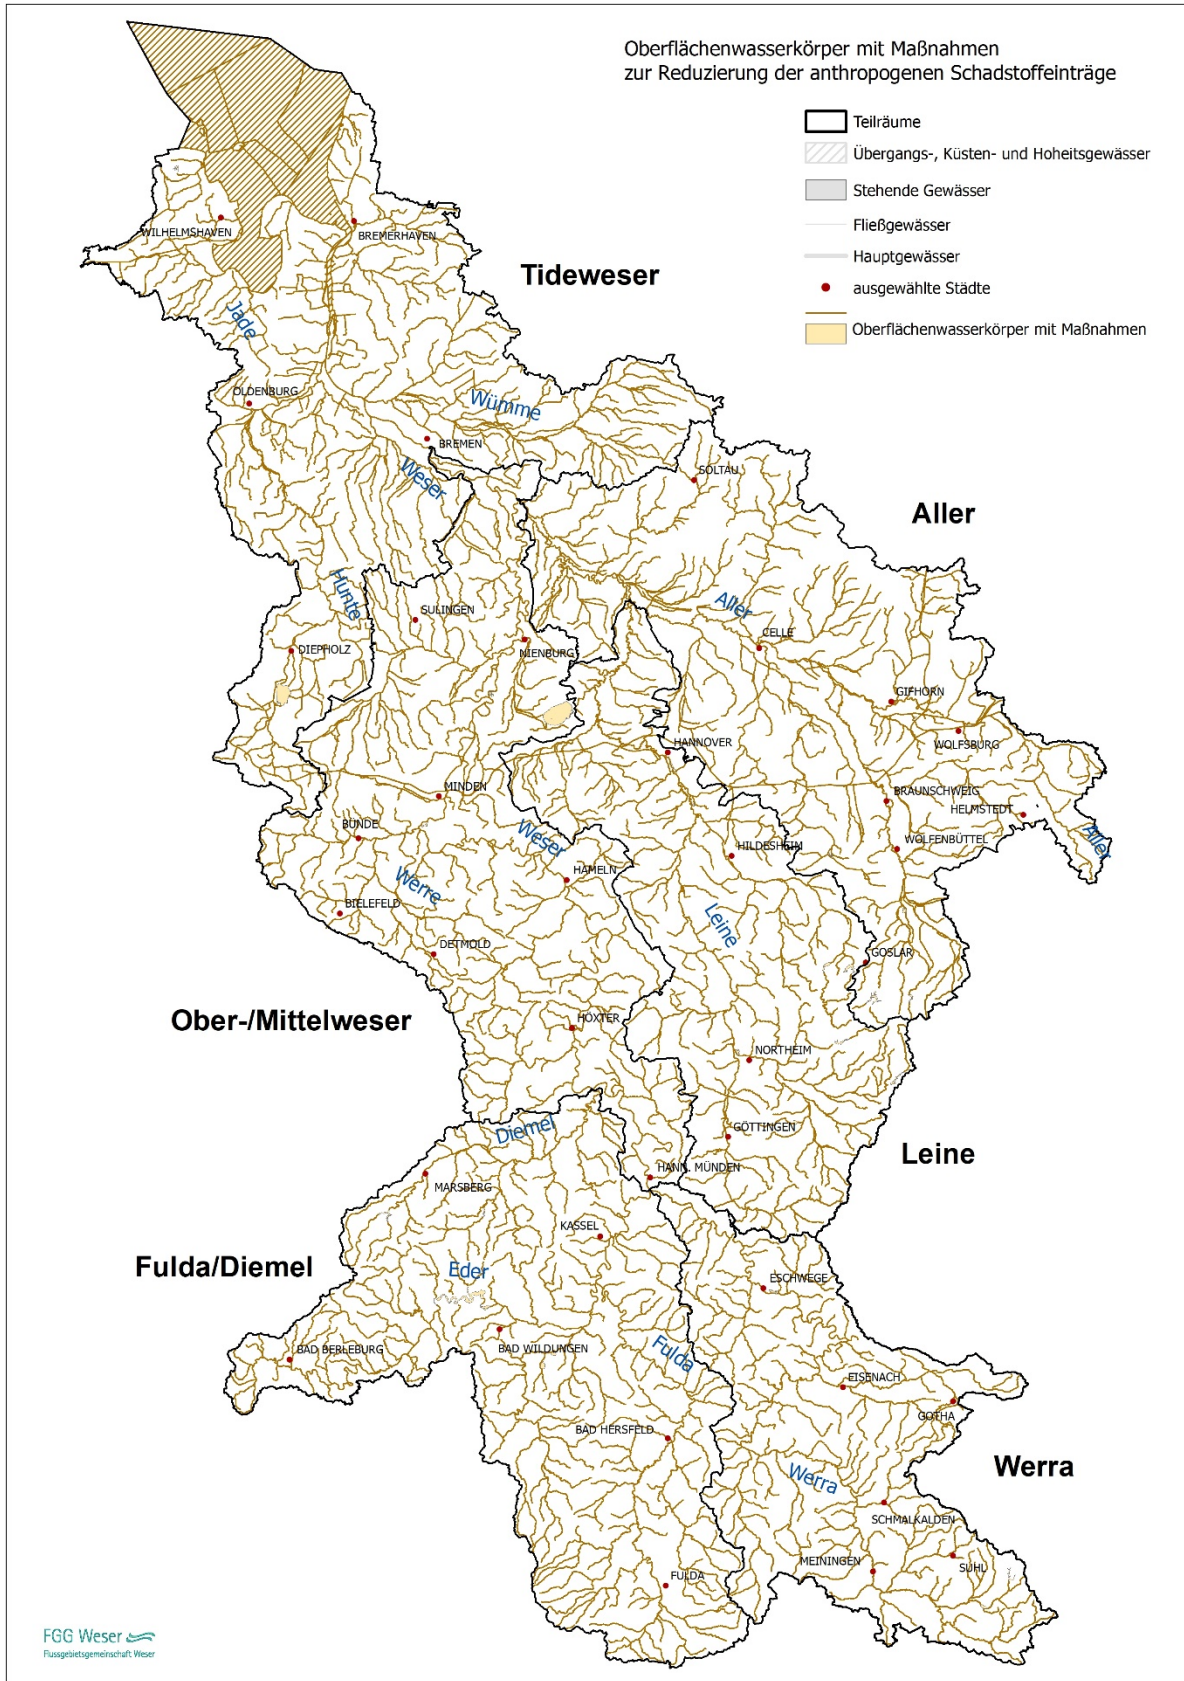 Oberflächenwasserkörper mit Maßnahmen
zur Reduzierung der anthropogenen Schadstoffeinträge
Teilräume
Übergangs-, Küsten- und Hoheitsgewässer
Stehende Gewässer
Fließgewässer
Hauptgewässer
ausgewählte Städte
Oberflächenwasserkörper mit Maßnahmen
WILHELMSHAVEN
BREMERHAVEN
Tideweser
Jade
OLDENBURG
Wümme
BREMEN
Weser
SOLTAU
Aller
Hunte
SULINGEN
Aller
CELLE
DIEPHOLZ
NIENBURG
GIFHORN
WOLFSBURG
HANNOVER
MINDEN
BRAUNSCHWEIG
HELMSTEDT
BÜNDE
Weser
WOLFENBÜTTEL
Aller
HILDESHEIM
HAMELN
Werre
BIELEFELD
Leine
DETMOLD
GOSLAR
Ober-/Mittelweser
HÖXTER
NORTHEIM
Diemel
GÖTTINGEN
Leine
HANN. MÜNDEN
MARSBERG
KASSEL
Fulda/Diemel
Eder
ESCHWEGE
BAD BERLEBURG
BAD WILDUNGEN
Fulda
EISENACH
GOTHA
BAD HERSFELD
Werra
Werra
SCHMALKALDEN
MEININGEN
SUHL
FULDA
FGG Weser
Flussgebietsgemeinschaft Weser